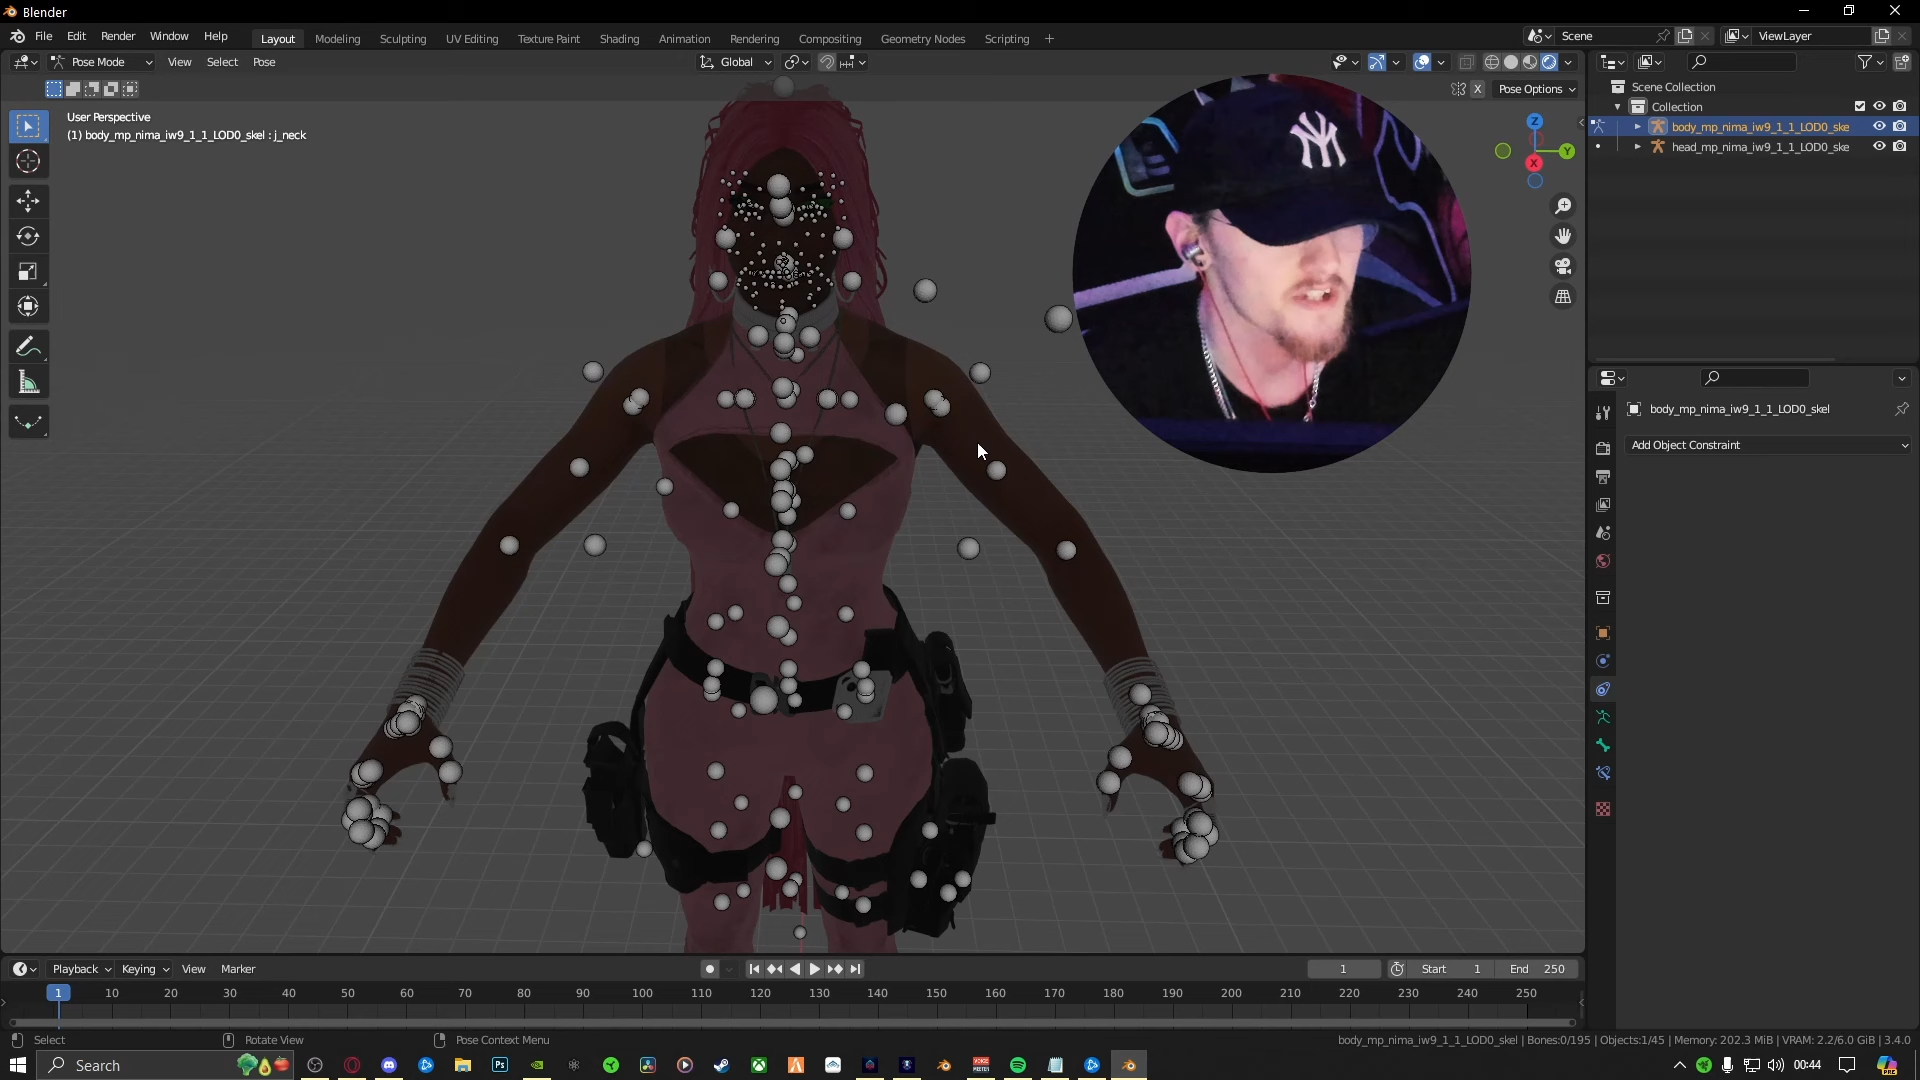 Blender
File Edit Render Window Help Layout Modeling Sculpting UV Editing Texture Paint Shading Animation Rendering Compositing Geometry Nodes Scripting + Scene ViewLayer
Pose Mode View Select Pose Global
X Pose Options
User Perspective
(1) body_mp_nima_iw9_1_1_LOD0_skel : j_neck
NY
Z
Y
X
Scene Collection
Collection
body_mp_nima_iw9_1_1_LOD0_ske
head_mp_nima_iw9_1_1_LOD0_ske
body_mp_nima_iw9_1_1_LOD0_skel
Add Object Constraint
Playback Keying View Marker 1 Start 1 End 250
1 10 20 30 40 50 60 70 80 90 100 110 120 130 140 150 160 170 180 190 200 210 220 230 240 250
Select Rotate View Pose Context Menu body_mp_nima_iw9_1_1_LOD0_skel | Bones:0/195 | Objects:1/45 | Memory: 202.3 MiB | VRAM: 2.2/6.0 GiB | 3.4.0
Search Ps 00:44